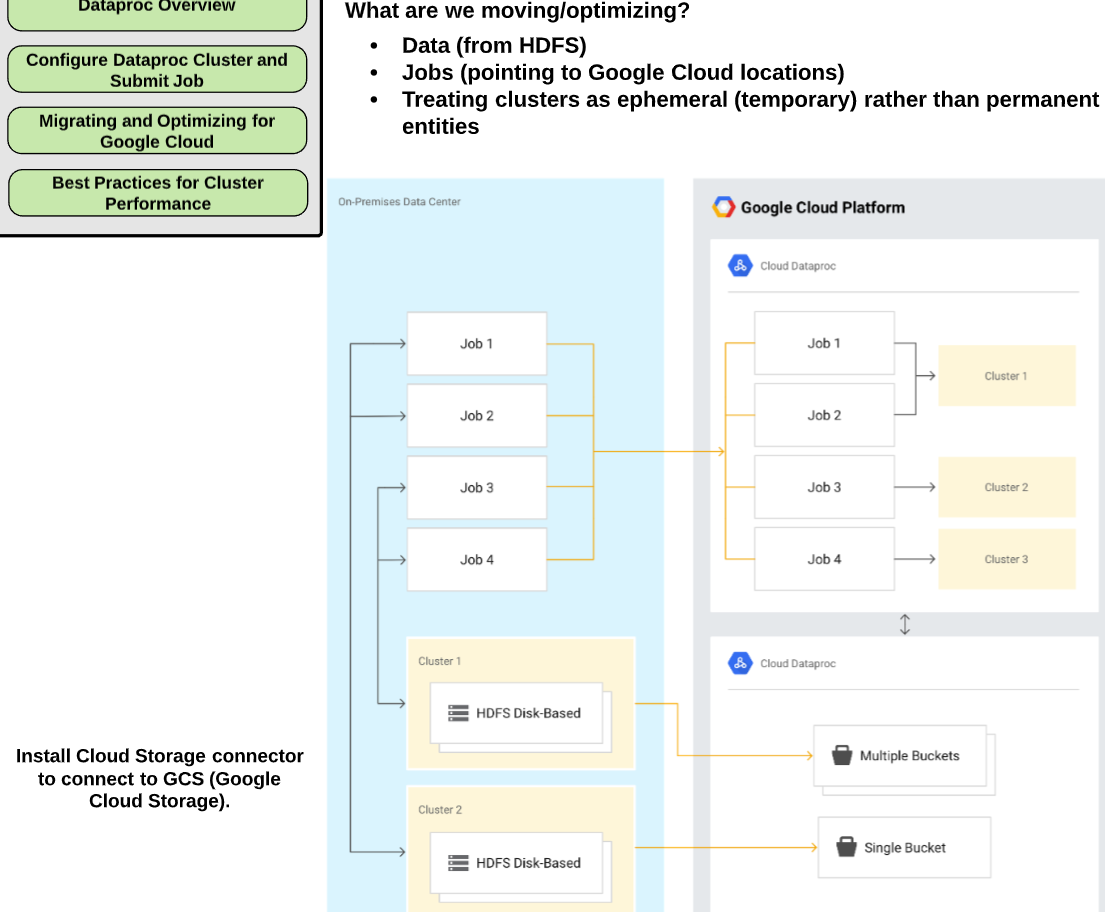 Dataproc Overview
Configure Dataproc Cluster and
Submit Job
Migrating and Optimizing for
Google Cloud
Best Practices for Cluster
Performance
What are we moving/optimizing?
• Data (from HDFS)
• Jobs (pointing to Google Cloud locations)
• Treating clusters as ephemeral (temporary) rather than permanent
entities
Install Cloud Storage connector
to connect to GCS (Google
Cloud Storage).
On-Premises Data Center
Job 1
Job 2
Job 3
Job 4
Cluster 1
HDFS Disk-Based
Cluster 2
HDFS Disk-Based
Google Cloud Platform
Cloud Dataproc
Job 1
Job 2
Job 3
Job 4
Cluster 1
Cluster 2
Cluster 3
Cloud Dataproc
Multiple Buckets
Single Bucket